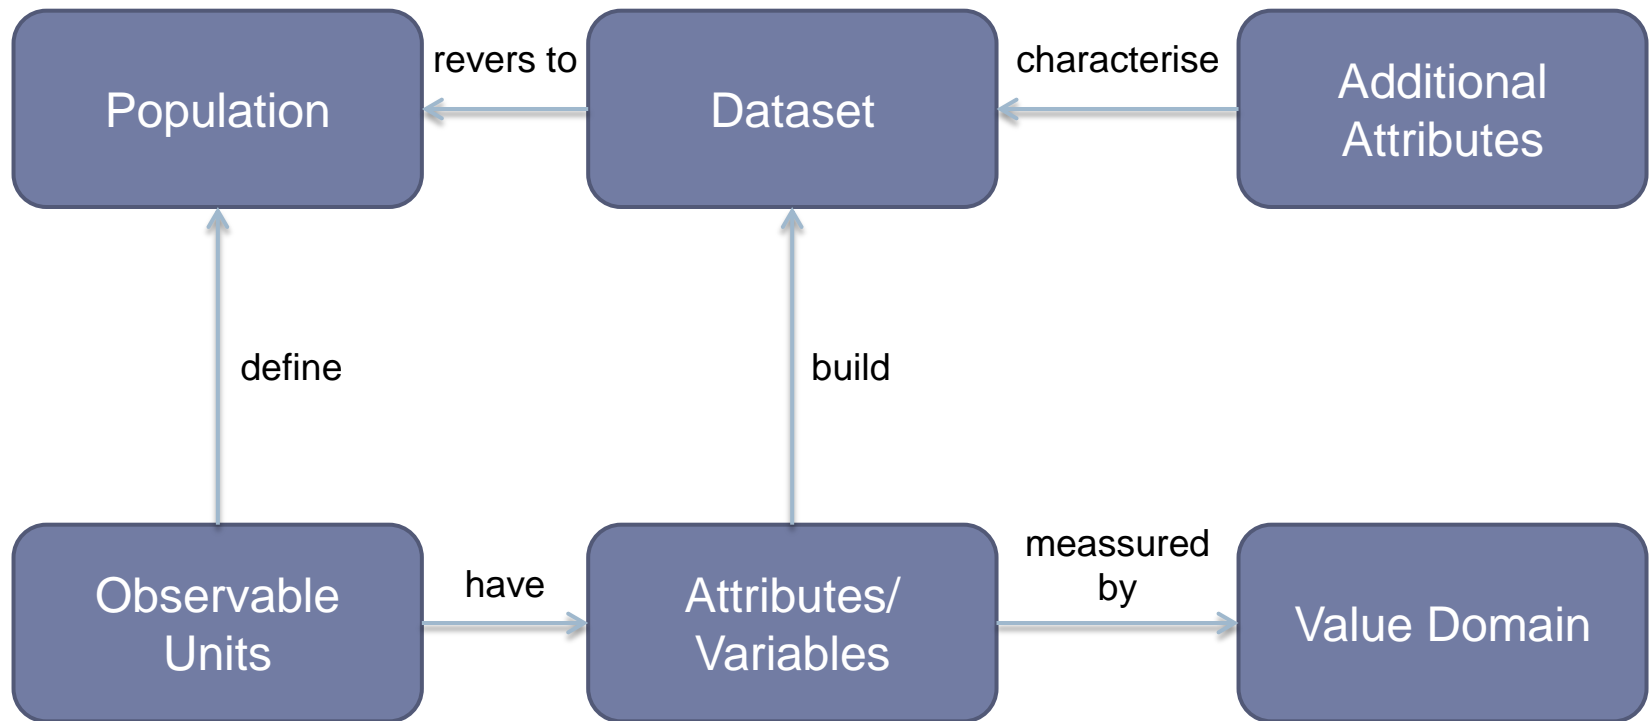 Population
revers to
Dataset
characterise
Additional
Attributes
define
build
Observable
Units
have
Attributes/
Variables
meassured
by
Value Domain